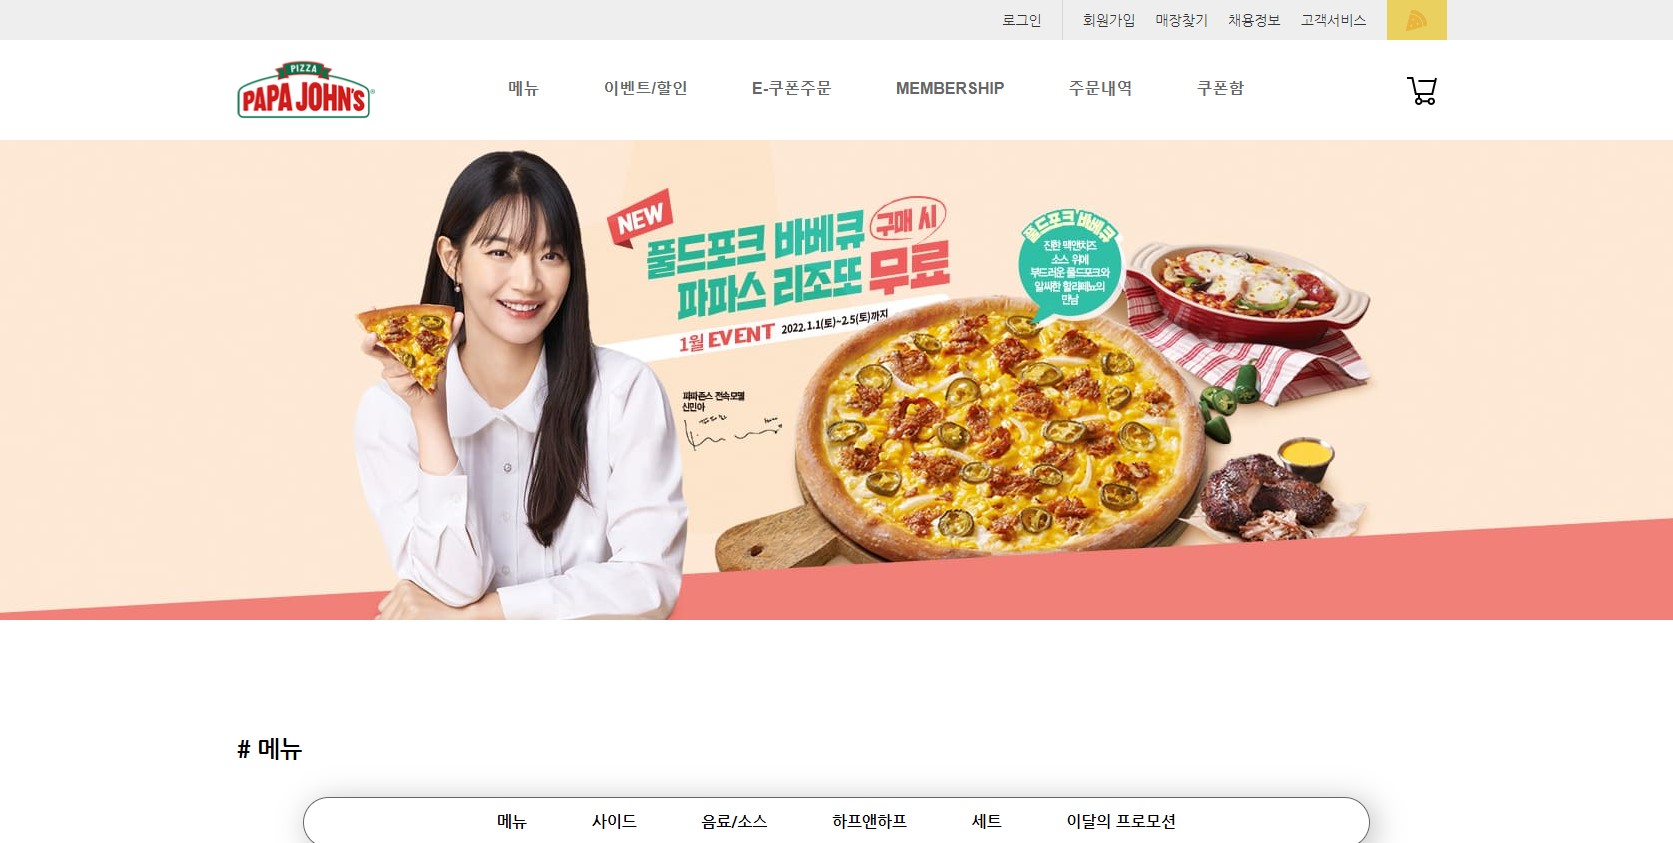 로그인 회원가입 매장찾기 채용정보 고객서비스
PIZZA
PAPA JOHN'S
메뉴 이벤트/할인 E-쿠폰주문 MEMBERSHIP 주문내역 쿠폰함
NEW
풀드포크 바베큐 구매 시
파파스 리조또 무료
1월 EVENT 2022.1.1(토)~2.5(토)까지
파파존스 전속모델
신민아
풀드포크 바베큐
진한 맥앤치즈
소스 위에
부드러운 풀드포크와
알싸한 할라페뇨의
만남
# 메뉴
메뉴 사이드 음료/소스 하프앤하프 세트 이달의 프로모션